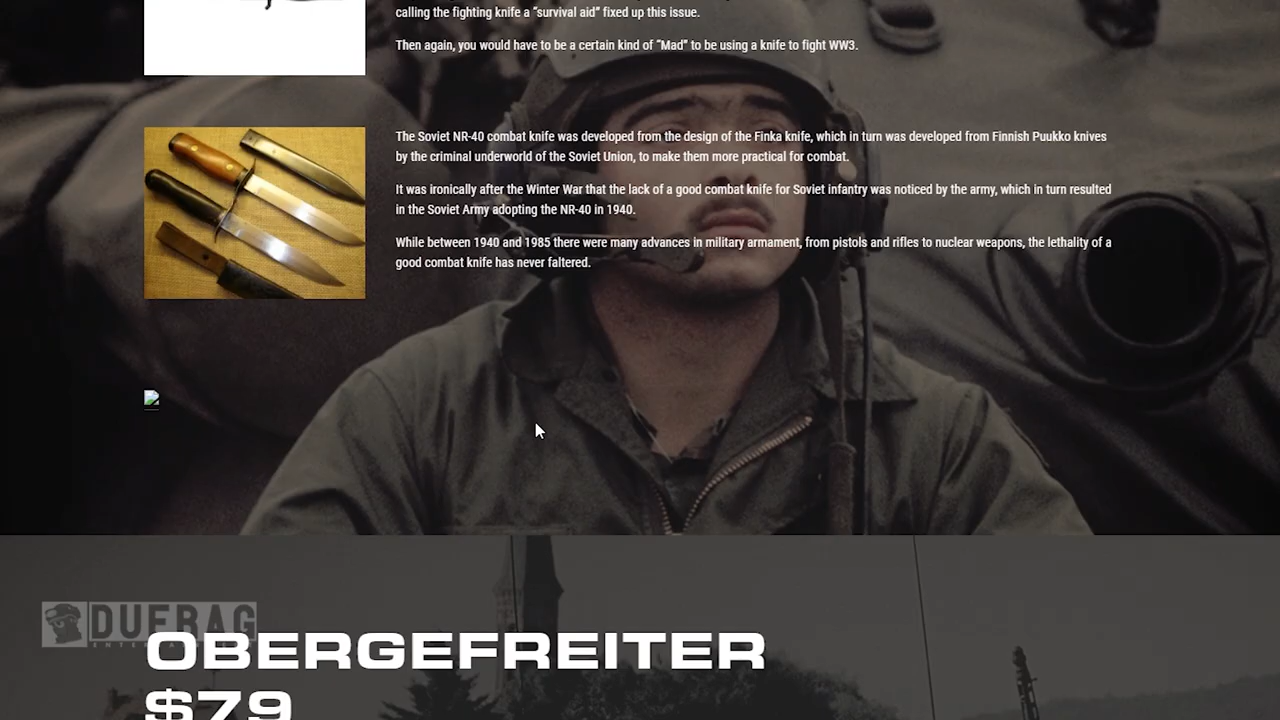 calling the fighting knife a “survival aid” fixed up this issue.
Then again, you would have to be a certain kind of “Mad” to be using a knife to fight WW3.
The Soviet NR-40 combat knife was developed from the design of the Finka knife, which in turn was developed from Finnish Puukko knives
by the criminal underworld of the Soviet Union, to make them more practical for combat.
It was ironically after the Winter War that the lack of a good combat knife for Soviet infantry was noticed by the army, which in turn resulted
in the Soviet Army adopting the NR-40 in 1940.
While between 1940 and 1985 there were many advances in military armament, from pistols and rifles to nuclear weapons, the lethality of a
good combat knife has never faltered.
DUEBAG
OBERGEFREITER
$79